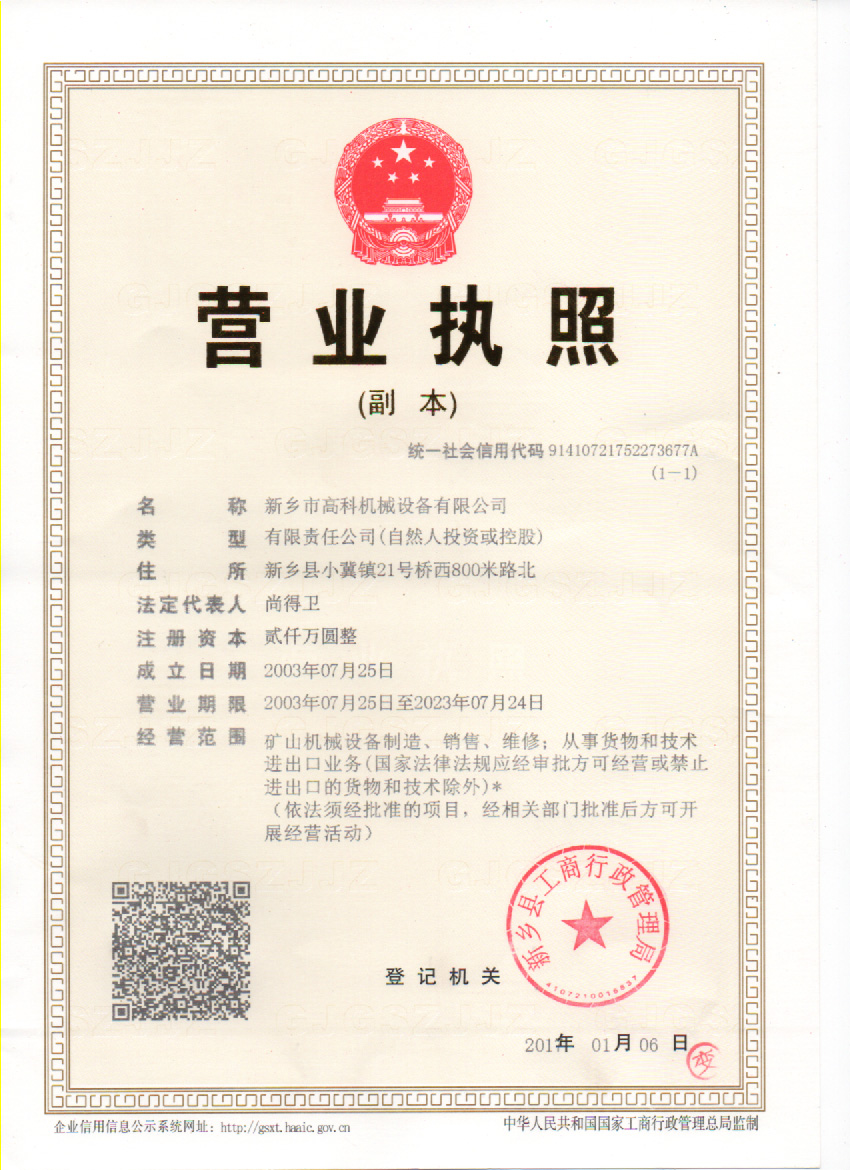 营业执照
(副 本)
统一社会信用代码 91410721752273677A
(1-1)
名称 新乡市高科机械设备有限公司
类型 有限责任公司(自然人投资或控股)
住所 新乡县小冀镇21号桥西800米路北
法定代表人 尚得卫
注册资本 贰仟万圆整
成立日期 2003年07月25日
营业期限 2003年07月25日至2023年07月24日
经营范围 矿山机械设备制造、销售、维修；从事货物和技术
进出口业务(国家法律法规应经审批方可经营或禁止
进出口的货物和技术除外)*
（依法须经批准的项目，经相关部门批准后方可开
展经营活动）
新乡县工商行政管理局
4107210016837
登记机关
2017年 01月 06日
企业信用信息公示系统网址：http://gsxt.haaic.gov.cn
中华人民共和国国家工商行政管理总局监制